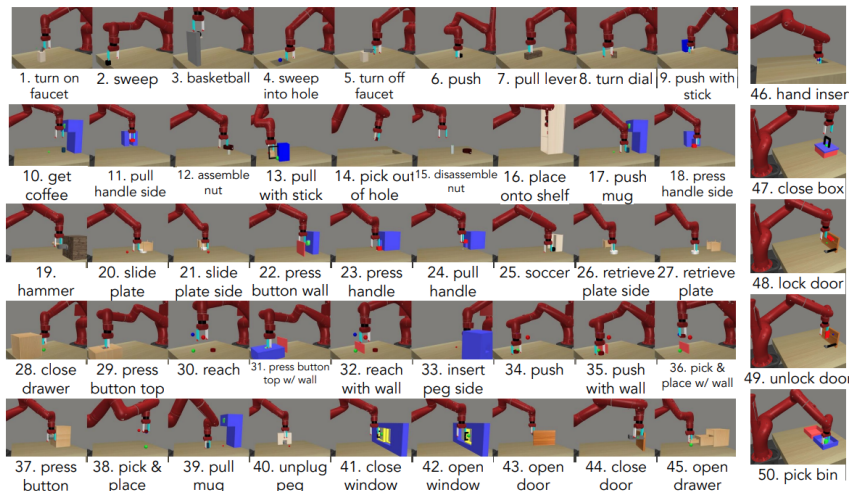 1. turn on
faucet
2. sweep
3. basketball
4. sweep
into hole
5. turn off
faucet
6. push
7. pull lever
8. turn dial
9. push with
stick
46. hand inser
10. get
coffee
11. pull
handle side
12. assemble
nut
13. pull
with stick
14. pick out
of hole
15. disassemble
nut
16. place
onto shelf
17. push
mug
18. press
handle side
47. close box
19.
hammer
20. slide
plate
21. slide
plate side
22. press
button wall
23. press
handle
24. pull
handle
25. soccer
26. retrieve
plate side
27. retrieve
plate
48. lock door
28. close
drawer
29. press
button top
30. reach
31. press button
top w/ wall
32. reach
with wall
33. insert
peg side
34. push
35. push
with wall
36. pick &
place w/ wall
49. unlock door
37. press
button
38. pick &
place
39. pull
mug
40. unplug
peg
41. close
window
42. open
window
43. open
door
44. close
door
45. open
drawer
50. pick bin